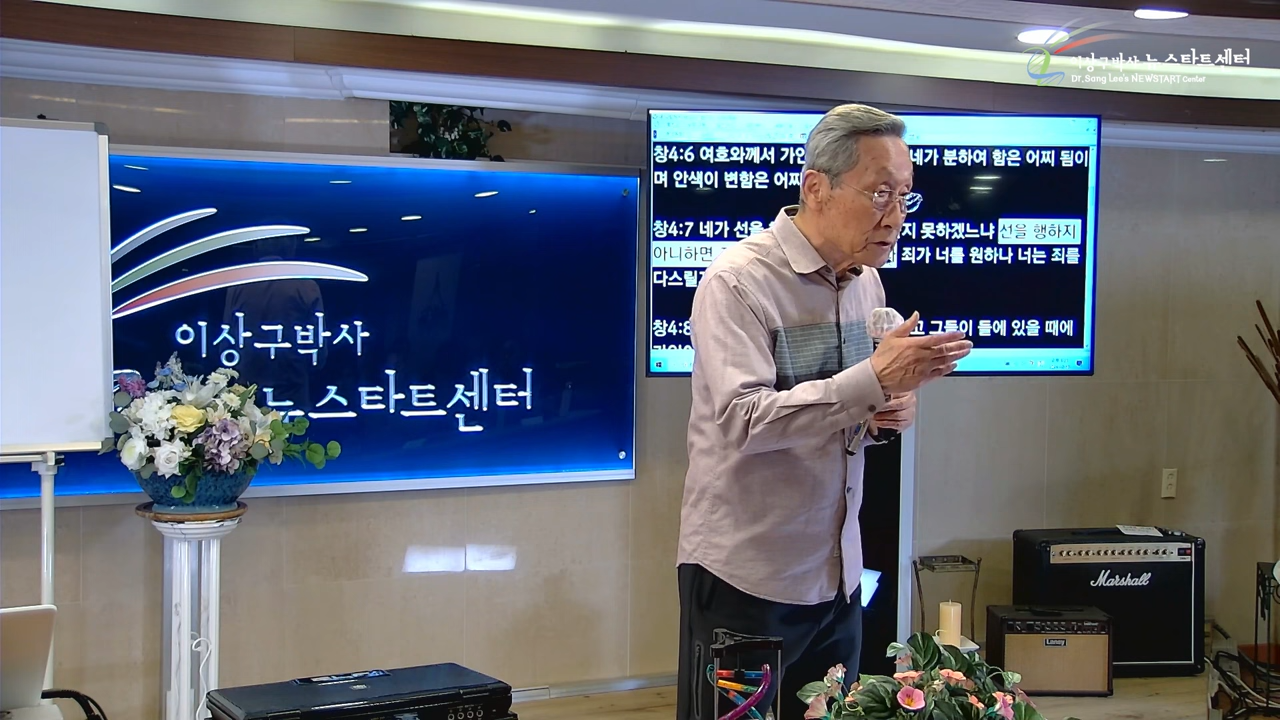 이상구박사 뉴스타트센터
Dr. Sang Lee's NEWSTART Center
이상구박사
뉴스타트센터
창4:6 여호와께서 가인 네가 분하여 함은 어찌 됨이
며 안색이 변함은 어찌
창4:7 네가 선을 지 못하겠느냐 선을 행하지
아니하면 죄가 너를 원하나 너는 죄를
다스릴
창4:8 고 그들이 들에 있을 때에
Marshall
Laney